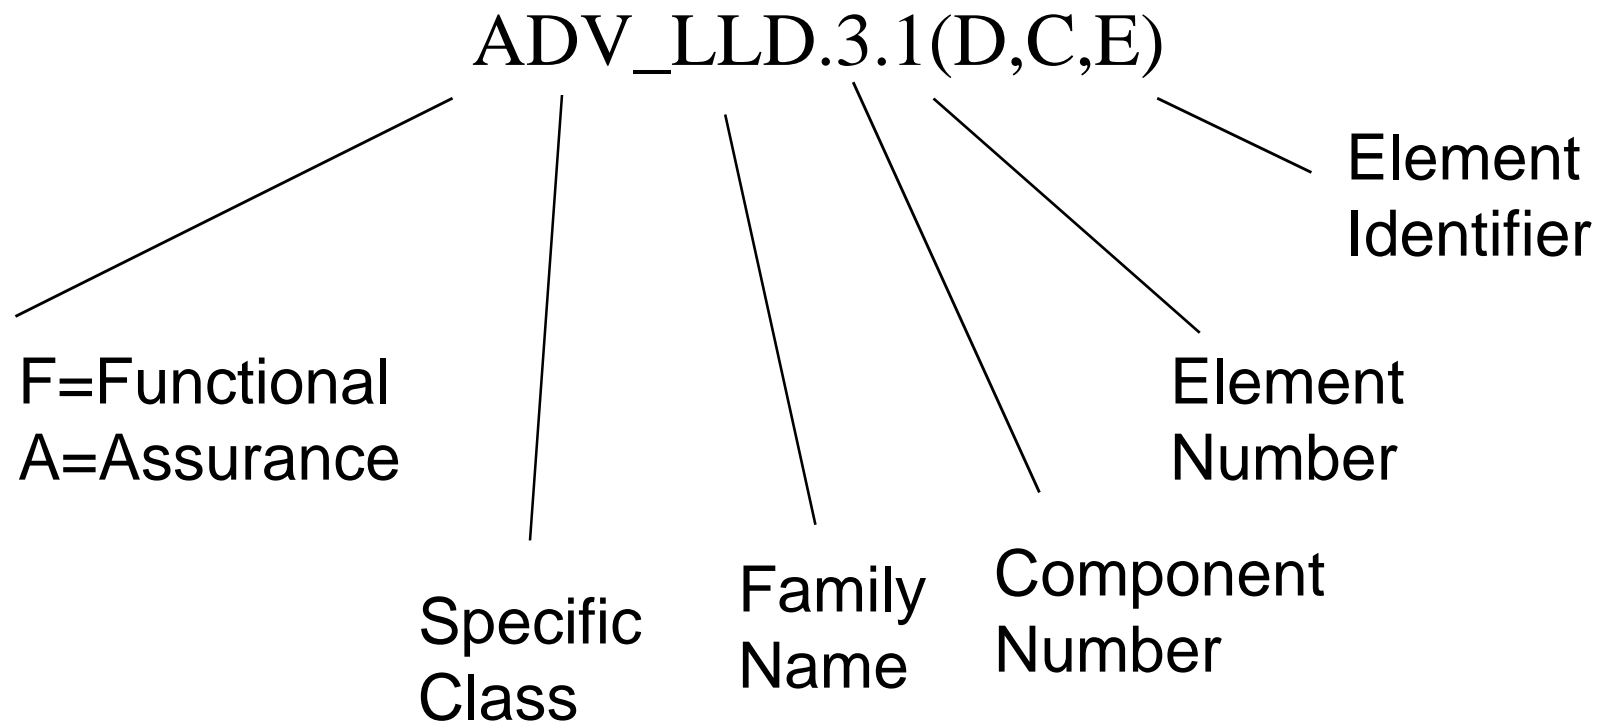 ADV_LLD.3.1(D,C,E)
Element
Identifier
F=Functional
A=Assurance
Element
Number
Component
Number
Family
Name
Specific
Class